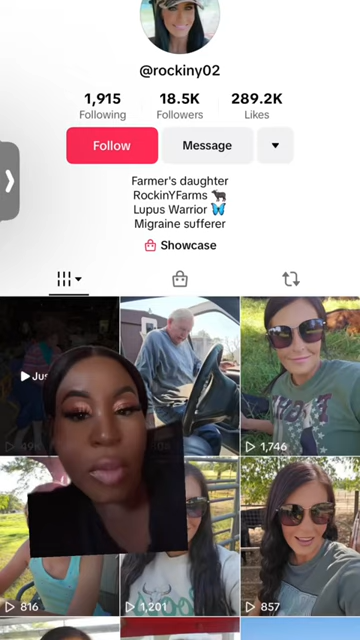 @rockiny02
1,915 18.5K 289.2K
Following Followers Likes
Follow Message
Farmer's daughter
RockinYFarms 🐂
Lupus Warrior 🦋
Migraine sufferer
Showcase
Jus
1,746
816 1,201 857